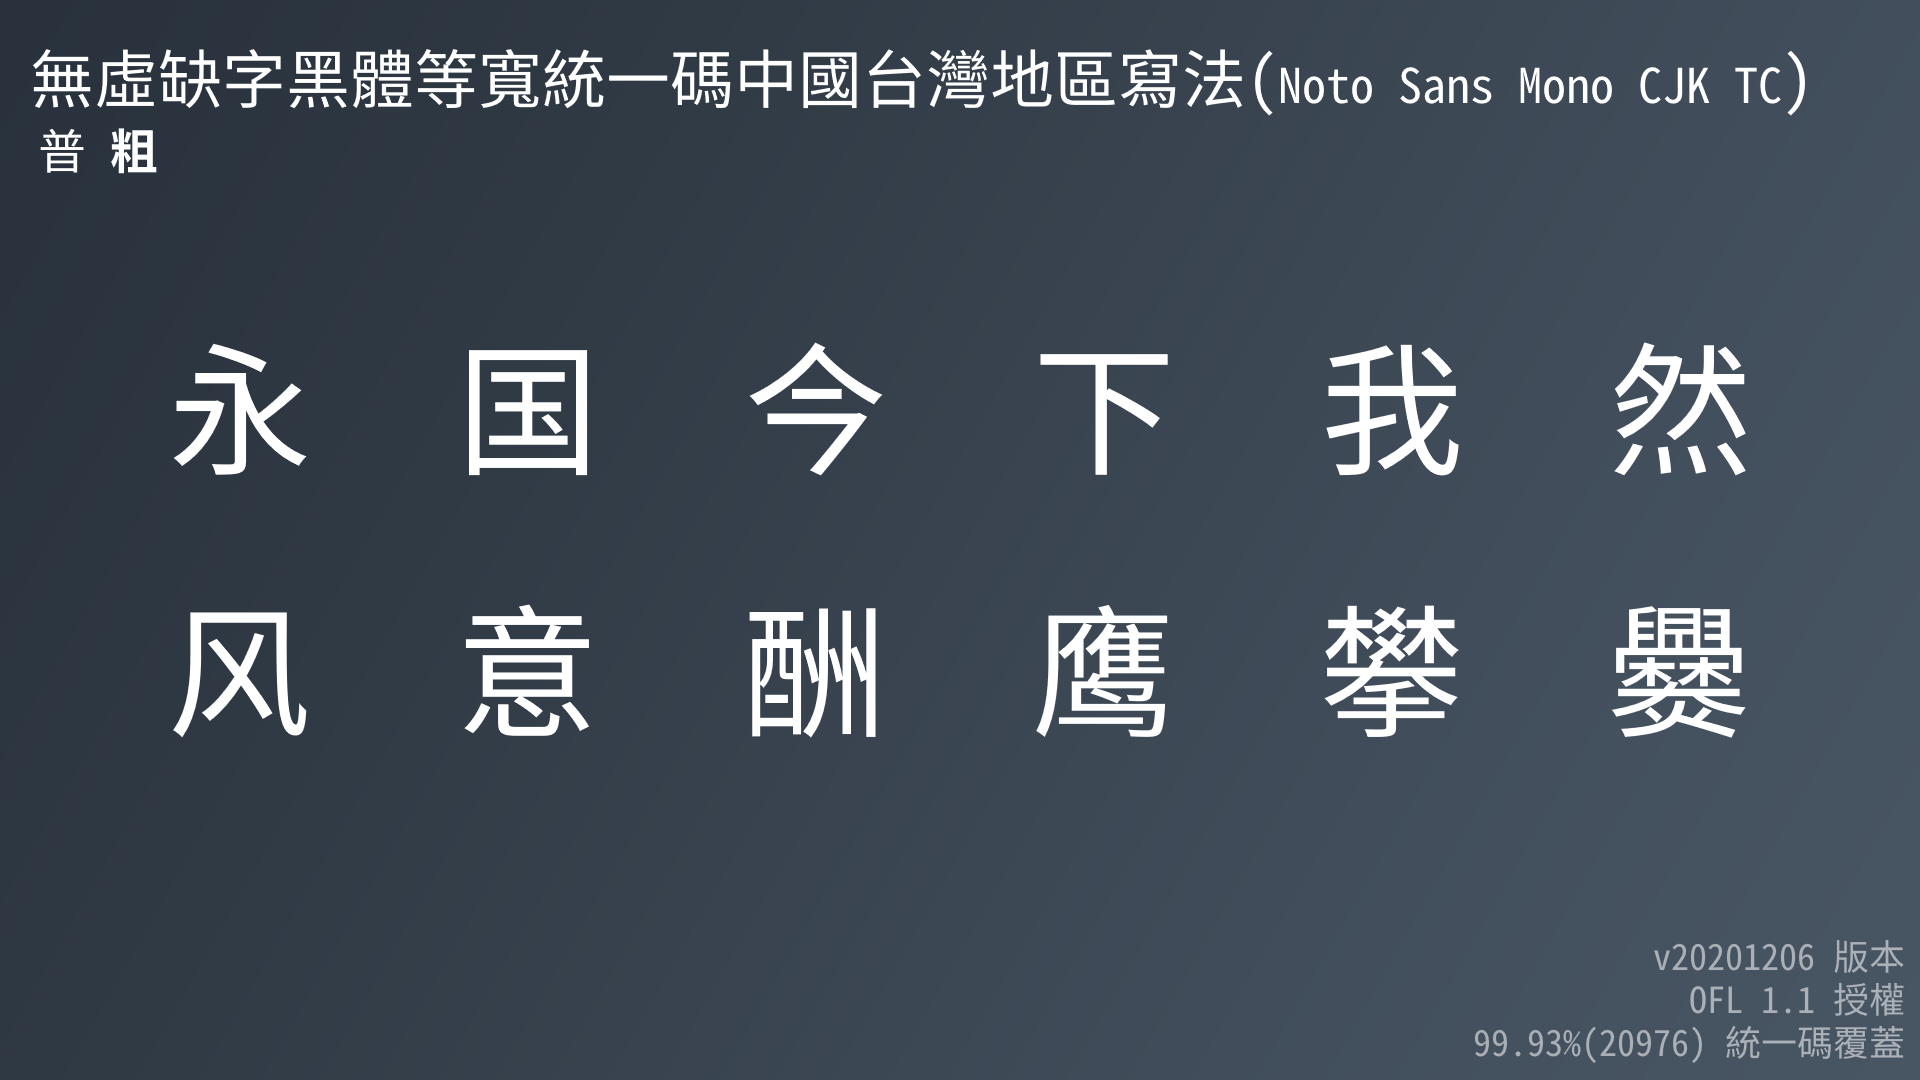 無虛缺字黑體等寬統一碼中國台灣地區寫法(Noto Sans Mono CJK TC)
普 粗
永 国 今 下 我 然
风 意 酬 鹰 攀 爨
v20201206 版本
OFL 1.1 授權
99.93%(20976) 統一碼覆蓋